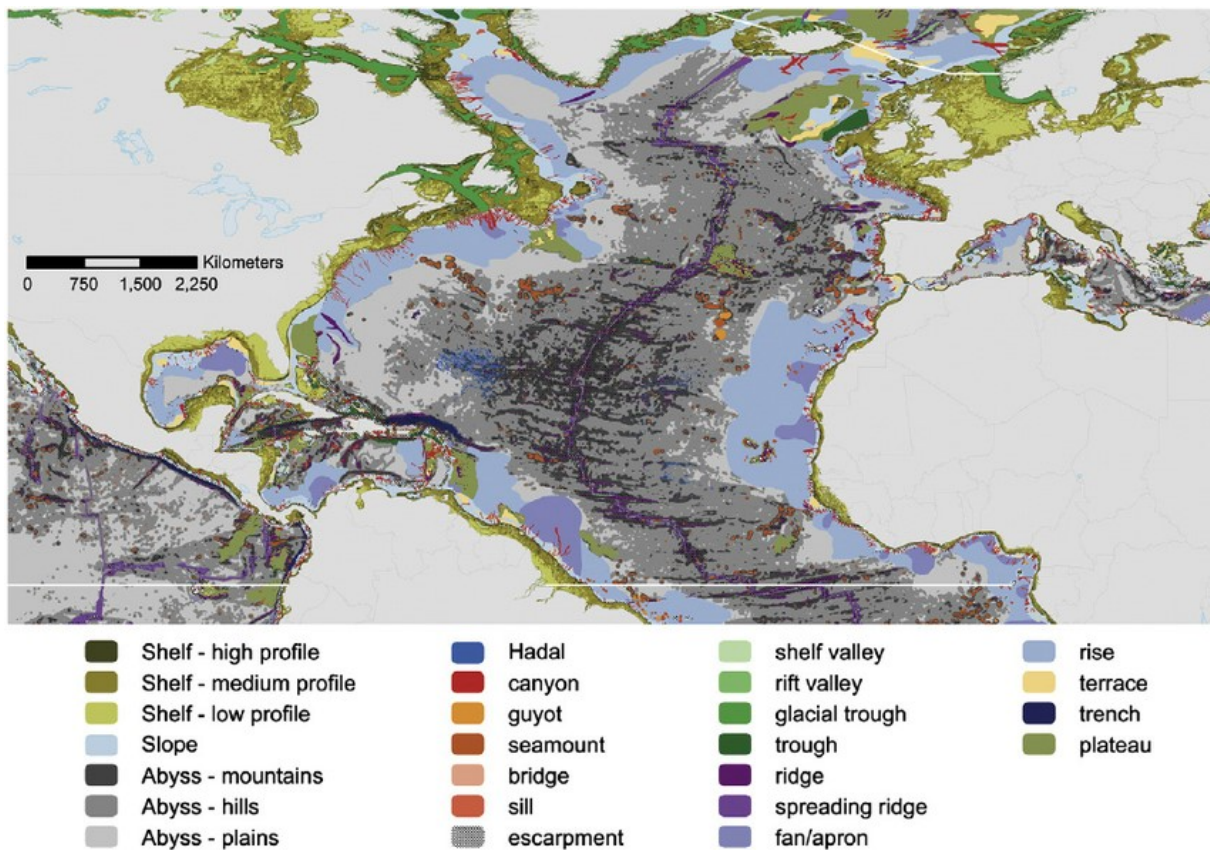 Kilometers
0 750 1,500 2,250
Shelf - high profile
Shelf - medium profile
Shelf - low profile
Slope
Abyss - mountains
Abyss - hills
Abyss - plains
Hadal
canyon
guyot
seamount
bridge
sill
escarpment
shelf valley
rift valley
glacial trough
trough
ridge
spreading ridge
fan/apron
rise
terrace
trench
plateau